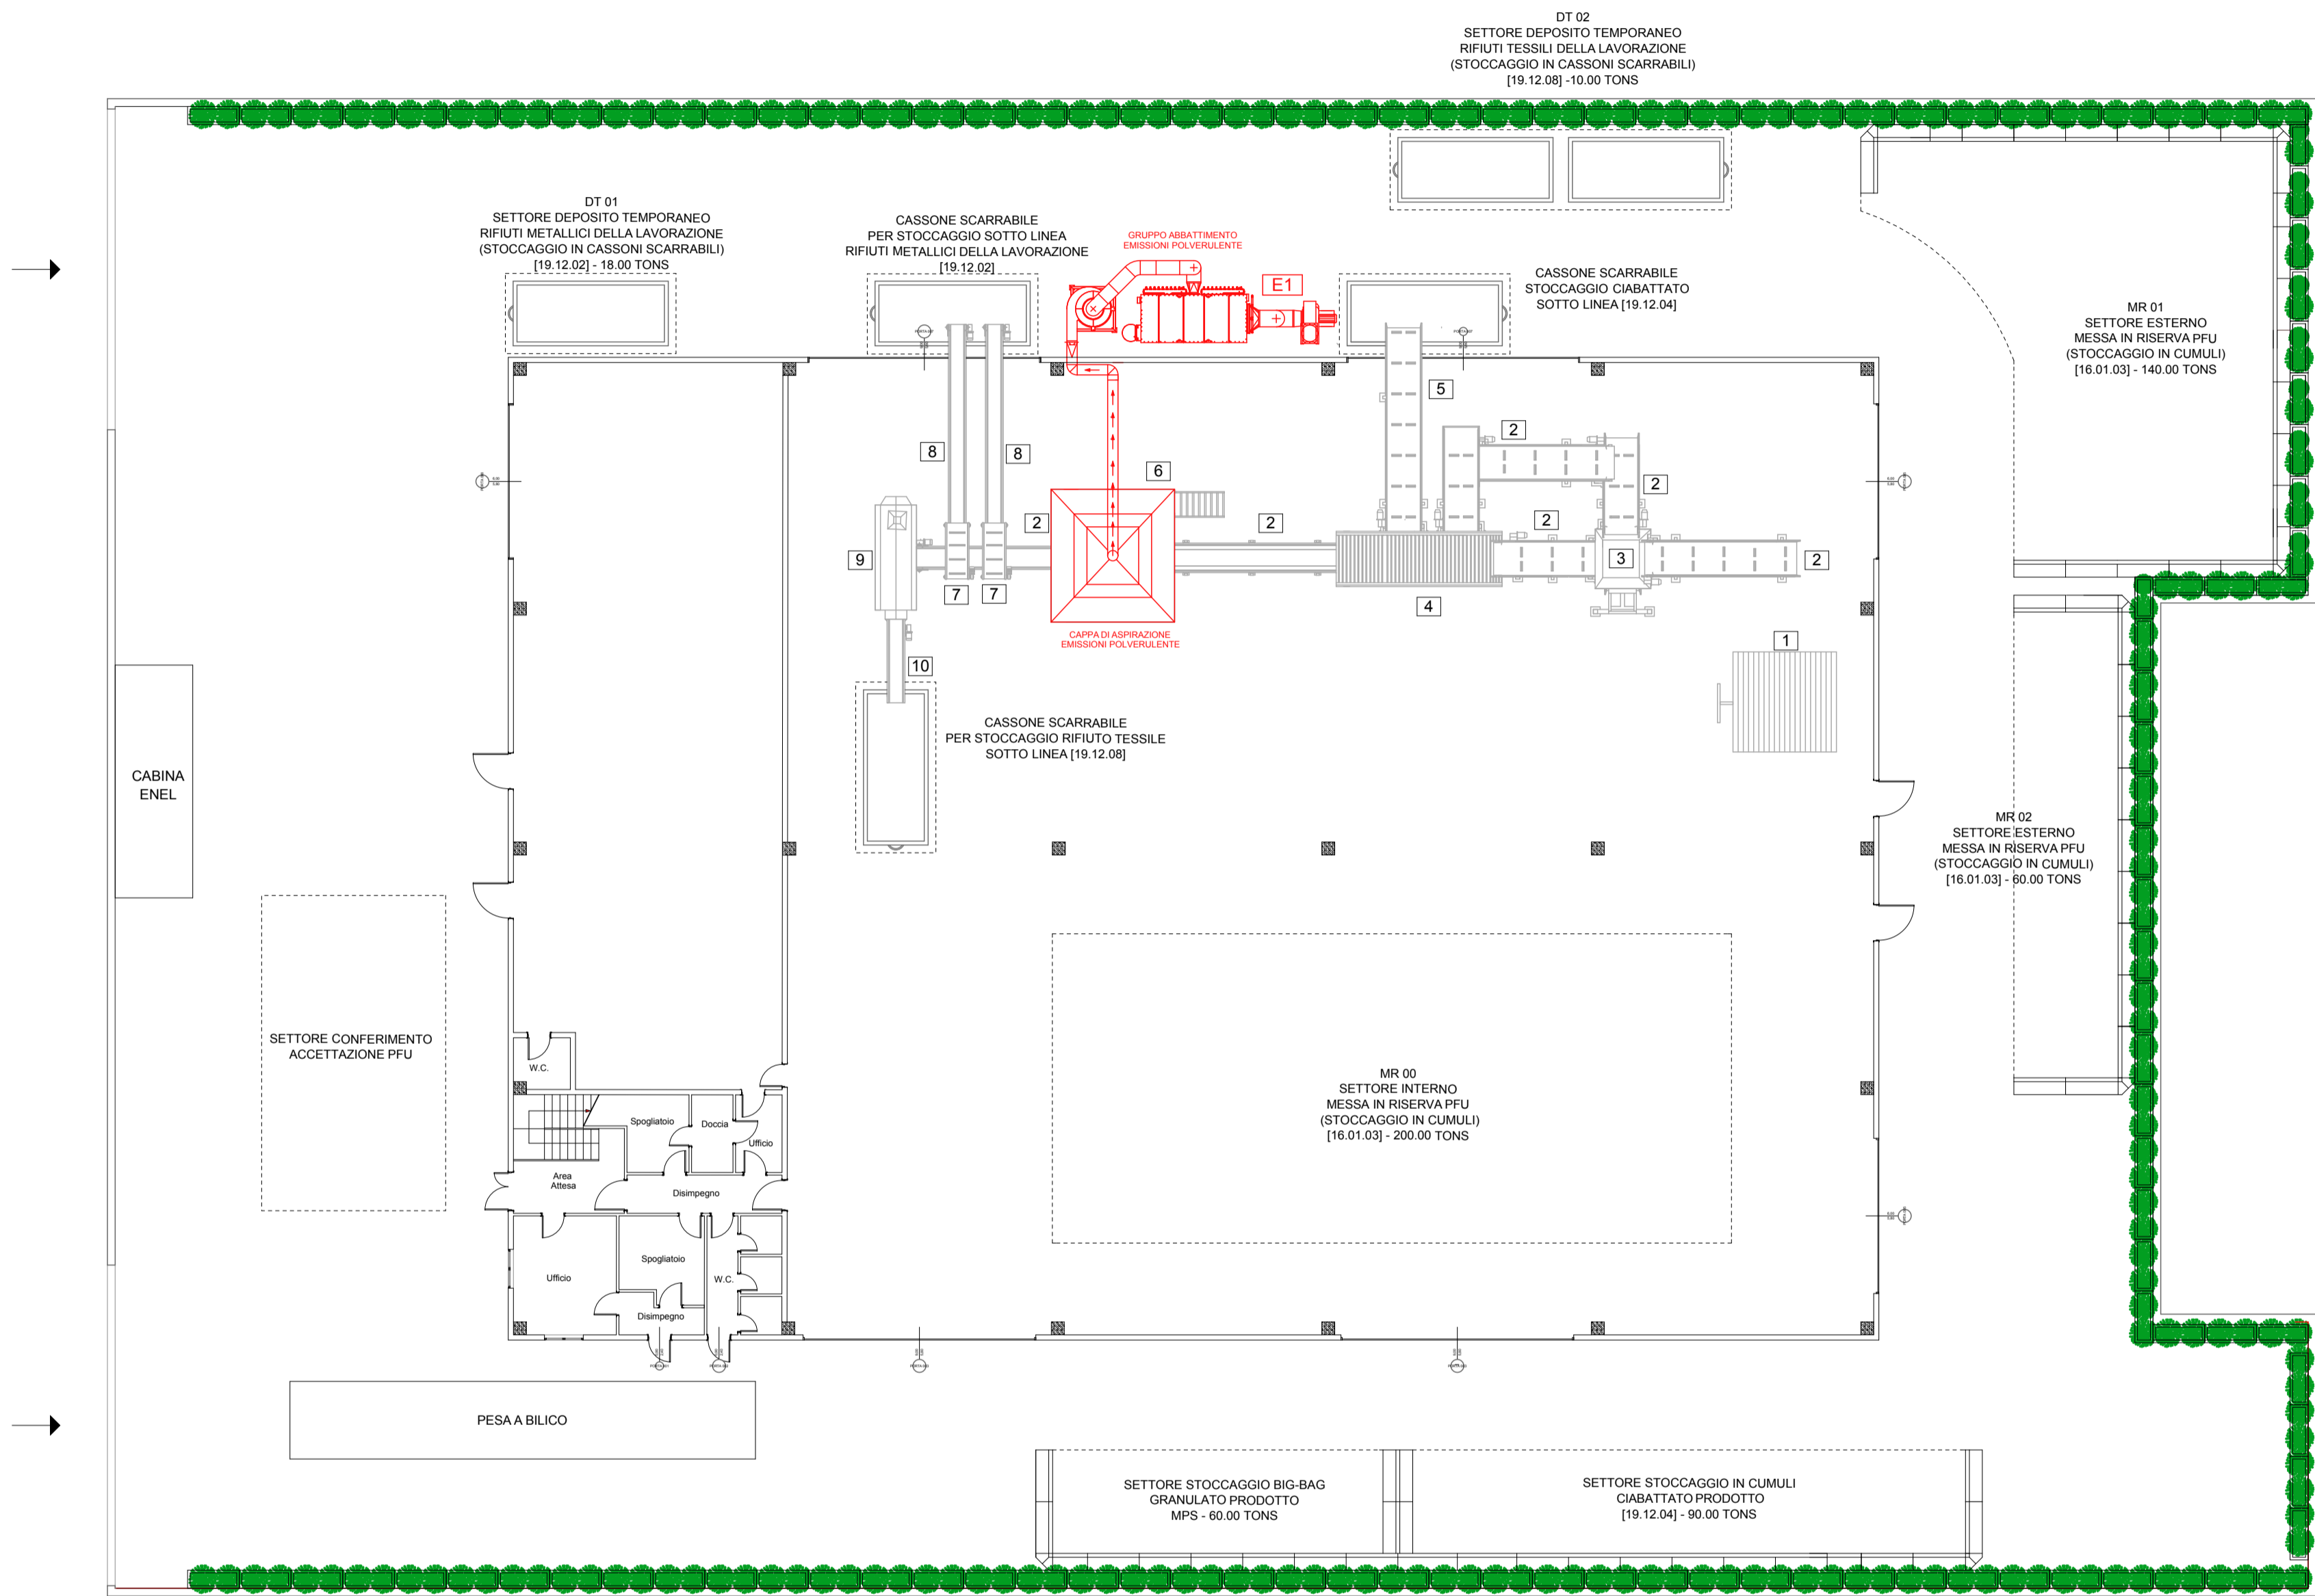 DT 02
SETTORE DEPOSITO TEMPORANEO
RIFIUTI TESSILI DELLA LAVORAZIONE
(STOCCAGGIO IN CASSONI SCARRABILI)
[19.12.08] -10.00 TONS
DT 01
SETTORE DEPOSITO TEMPORANEO
RIFIUTI METALLICI DELLA LAVORAZIONE
(STOCCAGGIO IN CASSONI SCARRABILI)
[19.12.02] - 18.00 TONS
CASSONE SCARRABILE
PER STOCCAGGIO SOTTO LINEA
RIFIUTI METALLICI DELLA LAVORAZIONE
[19.12.02]
GRUPPO ABBATTIMENTO
EMISSIONI POLVERULENTE
E1
CASSONE SCARRABILE
STOCCAGGIO CIABATTATO
SOTTO LINEA [19.12.04]
MR 01
SETTORE ESTERNO
MESSA IN RISERVA PFU
(STOCCAGGIO IN CUMULI)
[16.01.03] - 140.00 TONS
5
2
8
8
6
2
2
2
2
9
3
2
7
7
4
CAPPA DI ASPIRAZIONE
EMISSIONI POLVERULENTE
1
10
CASSONE SCARRABILE
PER STOCCAGGIO RIFIUTO TESSILE
SOTTO LINEA [19.12.08]
CABINA
ENEL
MR 02
SETTORE ESTERNO
MESSA IN RISERVA PFU
(STOCCAGGIO IN CUMULI)
[16.01.03] - 60.00 TONS
SETTORE CONFERIMENTO
ACCETTAZIONE PFU
W.C.
MR 00
SETTORE INTERNO
MESSA IN RISERVA PFU
(STOCCAGGIO IN CUMULI)
[16.01.03] - 200.00 TONS
Spogliatoio
Doccia
Ufficio
Area
Attesa
Disimpegno
Spogliatoio
Ufficio
W.C.
Disimpegno
PESA A BILICO
SETTORE STOCCAGGIO BIG-BAG
GRANULATO PRODOTTO
MPS - 60.00 TONS
SETTORE STOCCAGGIO IN CUMULI
CIABATTATO PRODOTTO
[19.12.04] - 90.00 TONS